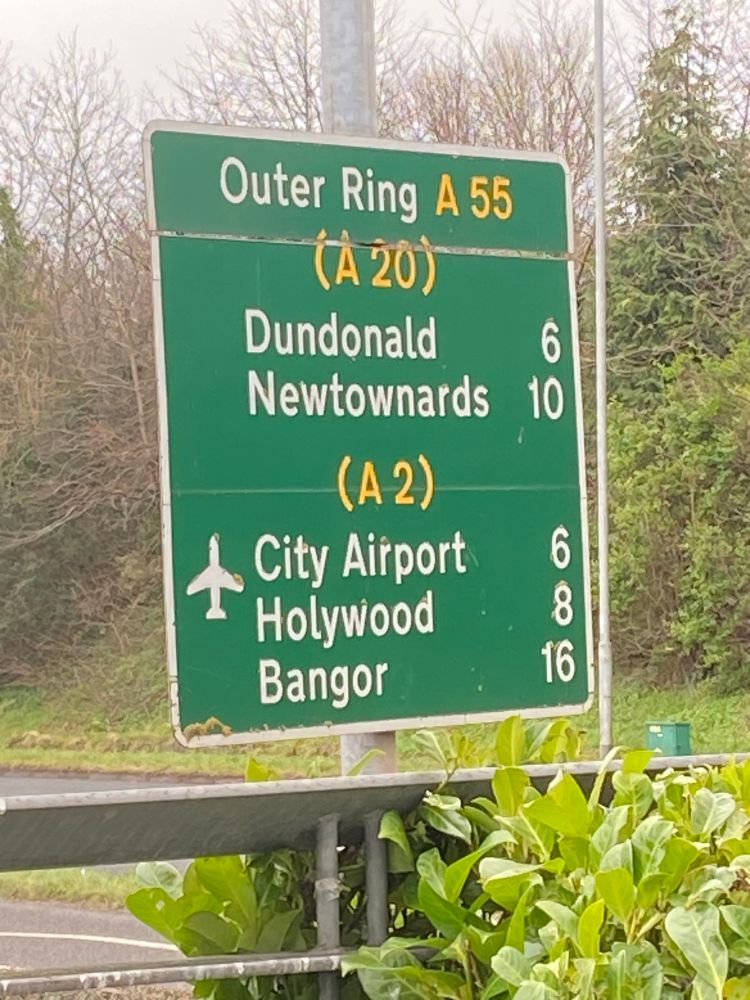 Outer Ring A 55
(A 20)
Dundonald 6
Newtownards 10
(A 2)
City Airport 6
Holywood 8
Bangor 16